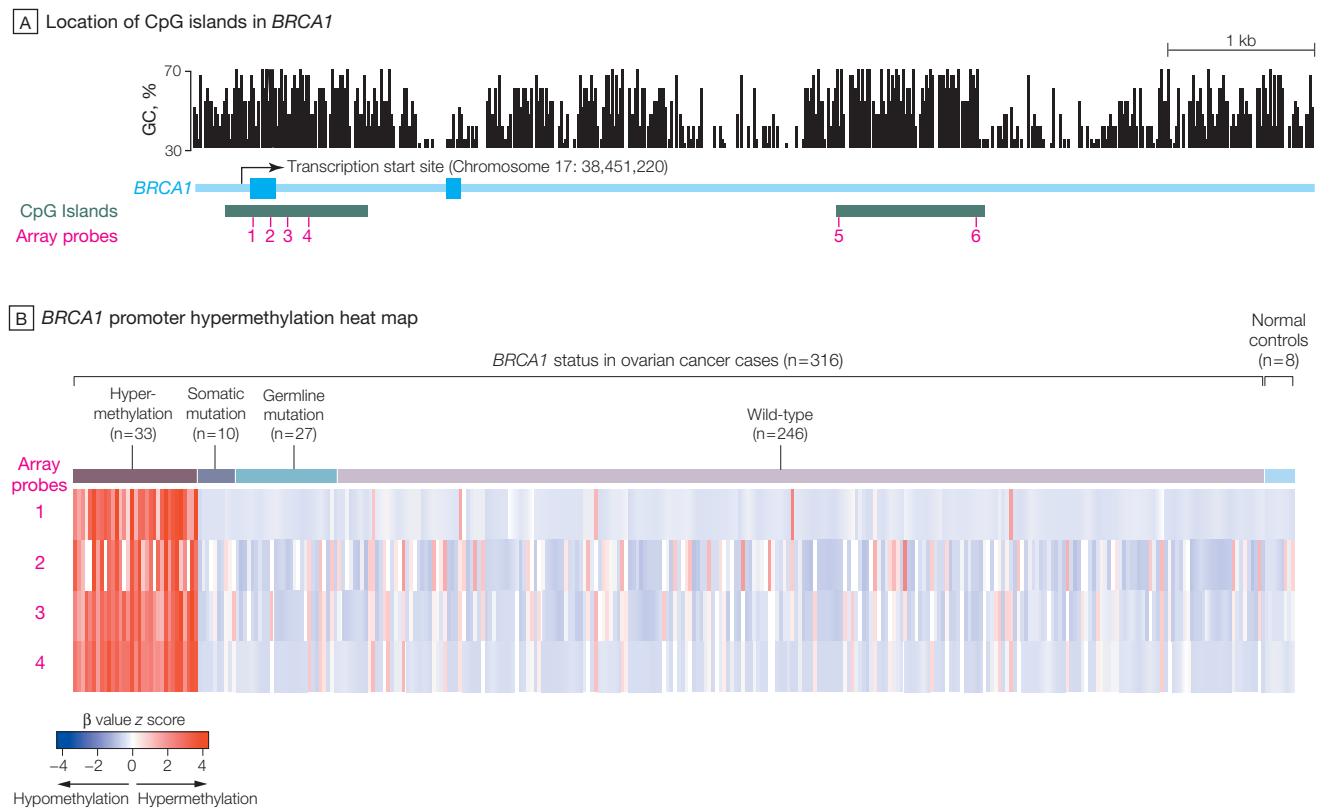 A Location of CpG islands in BRCA1
1 kb
70
GC, %
30
Transcription start site (Chromosome 17: 38,451,220)
BRCA1
CpG Islands
Array probes
1 2 3 4 5 6
B BRCA1 promoter hypermethylation heat map
Normal
controls
(n=8)
BRCA1 status in ovarian cancer cases (n=316)
Hyper-
methylation
(n=33)
Somatic
mutation
(n=10)
Germline
mutation
(n=27)
Wild-type
(n=246)
Array
probes
1
2
3
4
β value z score
−4 −2 0 2 4
Hypomethylation Hypermethylation